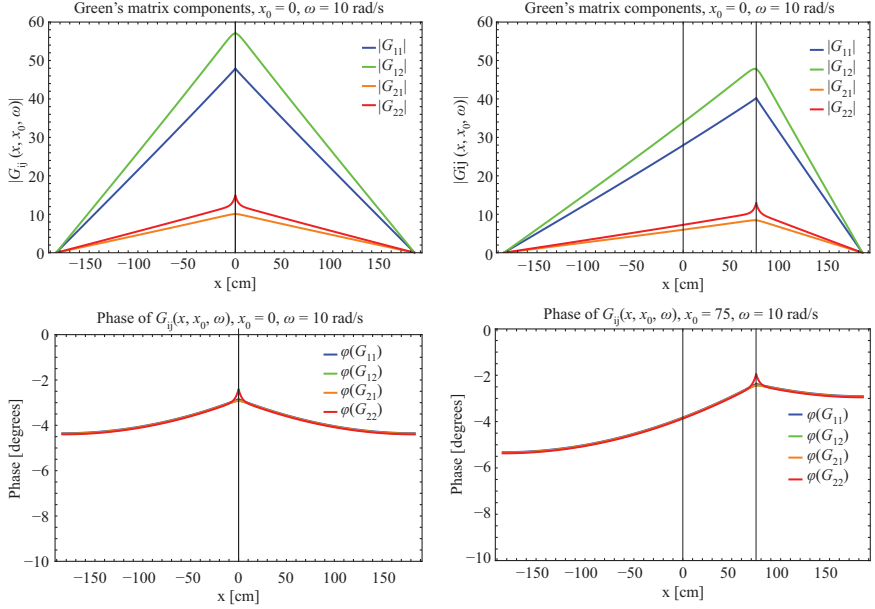 Green's matrix components, x₀ = 0, ω = 10 rad/s
|G₁₁|
|G₁₂|
|G₂₁|
|G₂₂|
|Gᵢⱼ (x, x₀, ω)|
60
50
40
30
20
10
0
−150 −100 −50 0 50 100 150
x [cm]
Green's matrix components, x₀ = 0, ω = 10 rad/s
|G₁₁|
|G₁₂|
|G₂₁|
|G₂₂|
|Gij (x, x₀, ω)|
60
50
40
30
20
10
0
−150 −100 −50 0 50 100 150
x [cm]
Phase of Gᵢⱼ(x, x₀, ω), x₀ = 0, ω = 10 rad/s
φ(G₁₁)
φ(G₁₂)
φ(G₂₁)
φ(G₂₂)
Phase [degrees]
0
−2
−4
−6
−8
−10
−150 −100 −50 0 50 100 150
x [cm]
Phase of Gᵢⱼ(x, x₀, ω), x₀ = 75, ω = 10 rad/s
φ(G₁₁)
φ(G₁₂)
φ(G₂₁)
φ(G₂₂)
Phase [degrees]
0
−2
−4
−6
−8
−10
−150 −100 −50 0 50 100 150
x [cm]